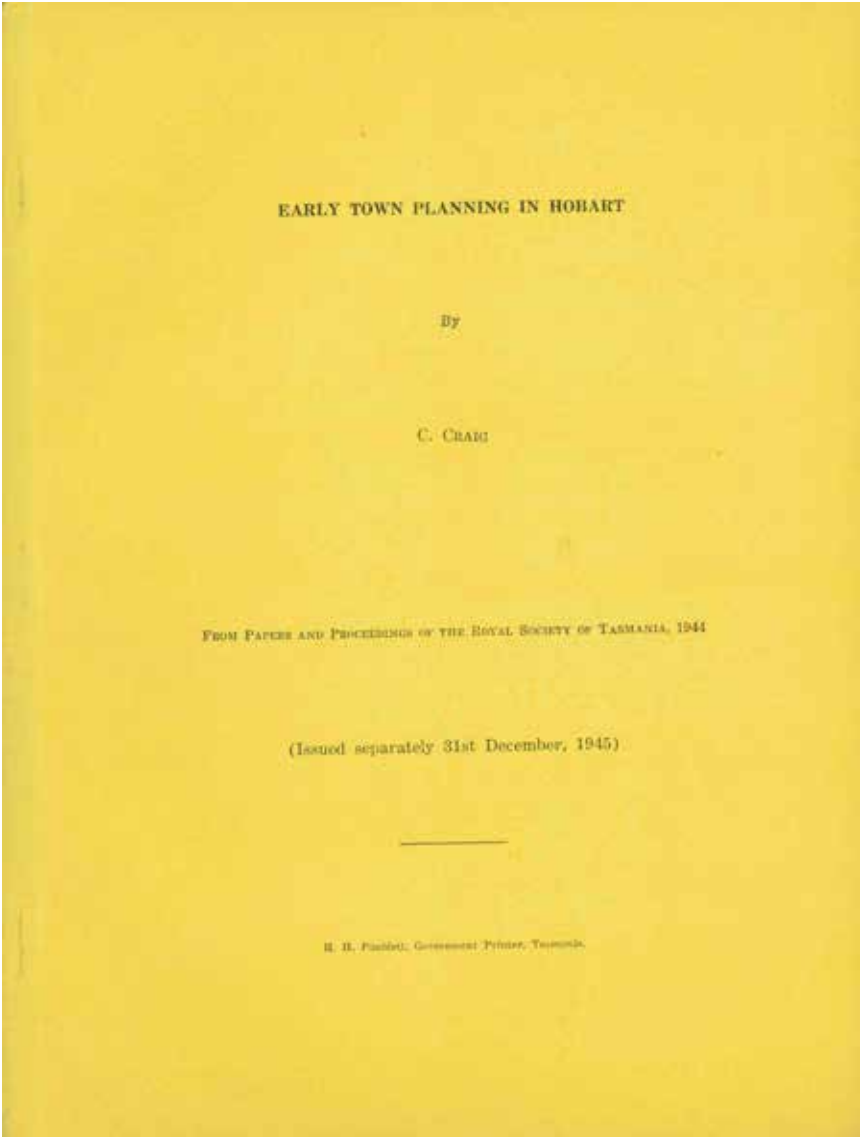 EARLY TOWN PLANNING IN HOBART
By
C. CRAIG
FROM PAPERS AND PROCEEDINGS OF THE ROYAL SOCIETY OF TASMANIA, 1944
(Issued separately 31st December, 1945)
H. H. Pimblett, Government Printer, Tasmania.